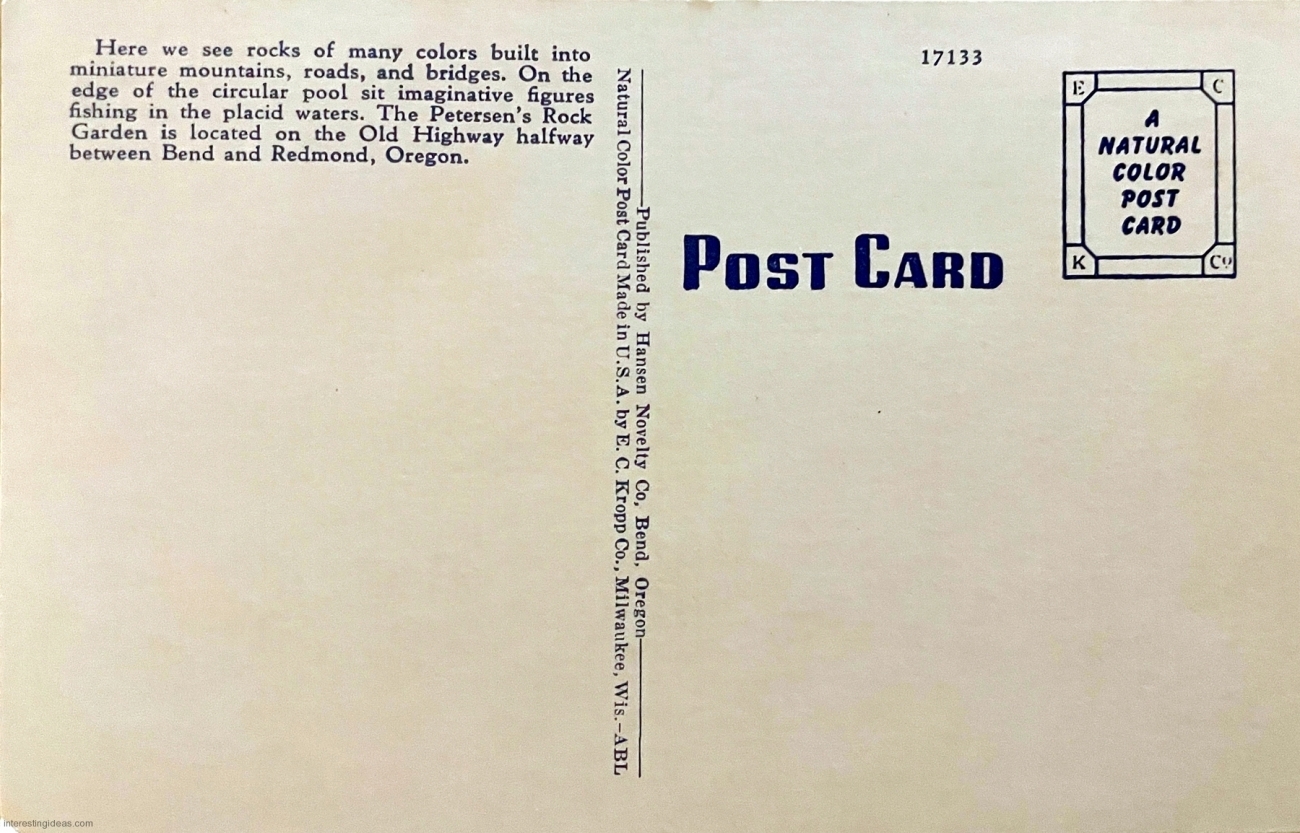 Here we see rocks of many colors built into
miniature mountains, roads, and bridges. On the
edge of the circular pool sit imaginative figures
fishing in the placid waters. The Petersen's Rock
Garden is located on the Old Highway halfway
between Bend and Redmond, Oregon.
Published by Hansen Novelty Co, Bend, Oregon
Natural Color Post Card Made in U.S.A. by E. C. Kropp Co., Milwaukee, Wis.-ABL
17133
POST CARD
E C
A
NATURAL
COLOR
POST
CARD
K Co
interestingideas.com